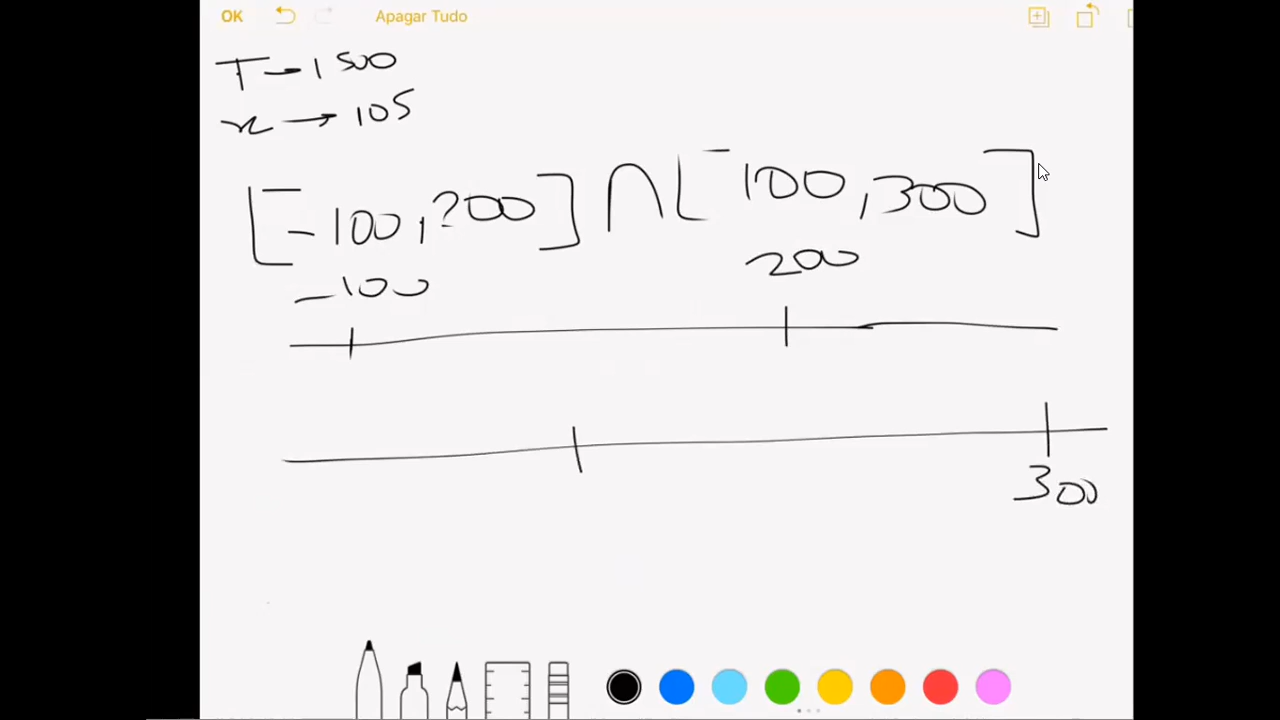 OK Apagar Tudo
T → 1500
x → 105
[-100, 200] ∩ [100, 300]
-100 200
300